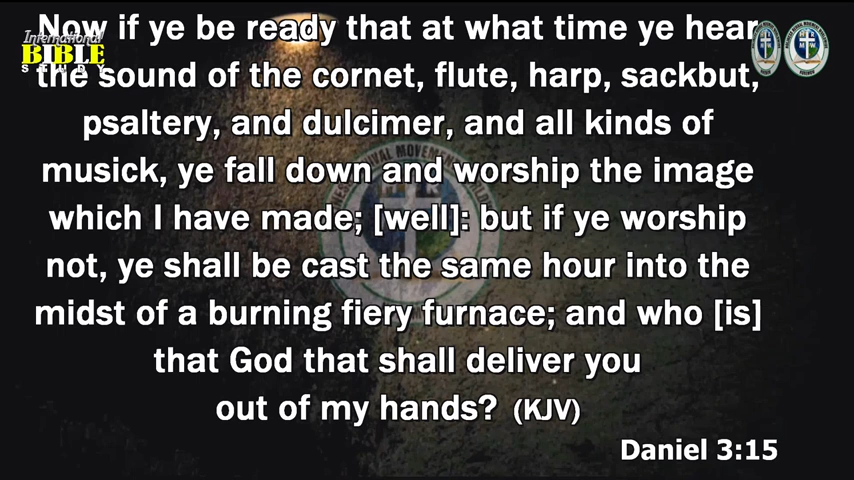 Now if ye be ready that at what time ye hear
International
BIBLE
STUDY
the sound of the cornet, flute, harp, sackbut,
psaltery, and dulcimer, and all kinds of
musick, ye fall down and worship the image
which I have made; [well]: but if ye worship
not, ye shall be cast the same hour into the
midst of a burning fiery furnace; and who [is]
that God that shall deliver you
out of my hands? (KJV)
Daniel 3:15